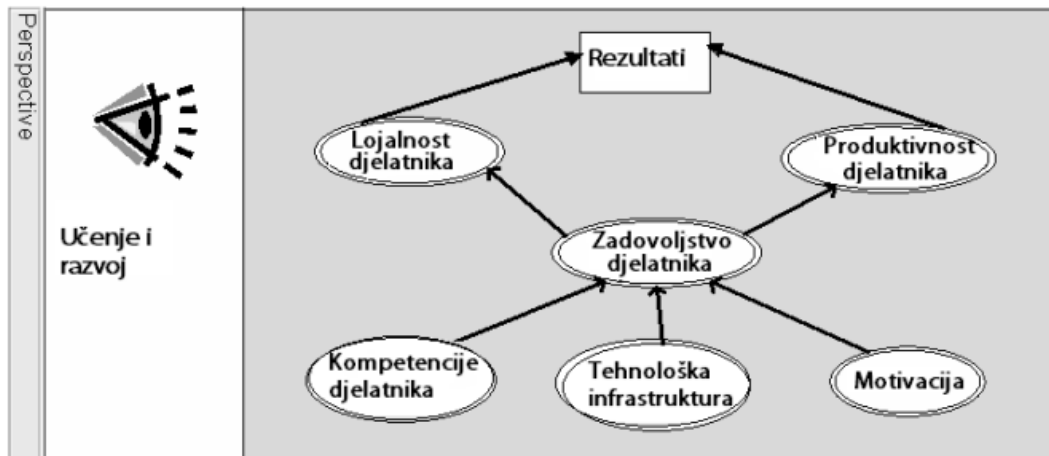 Perspective
Učenje i
razvoj
Rezultati
Lojalnost
djelatnika
Produktivnost
djelatnika
Zadovoljstvo
djelatnika
Kompetencije
djelatnika
Tehnološka
infrastruktura
Motivacija